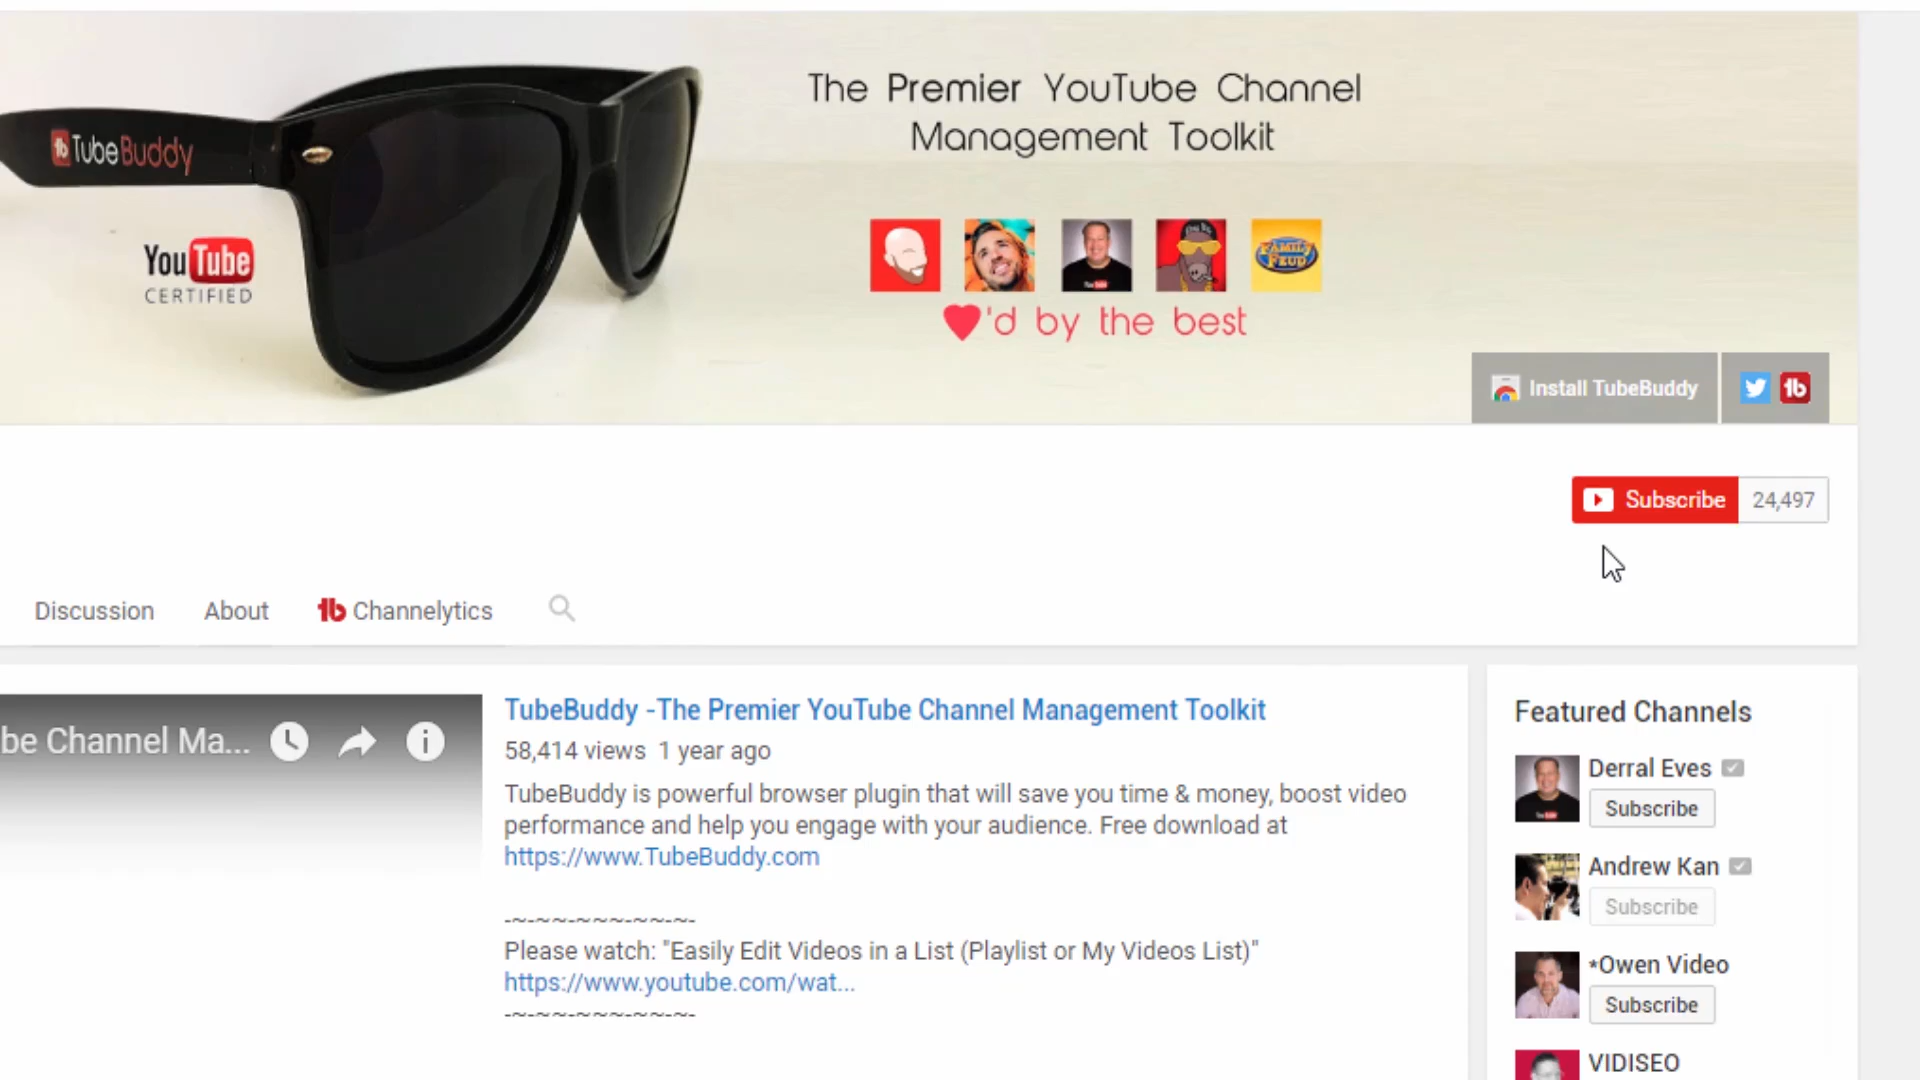 The Premier YouTube Channel
Management Toolkit
TubeBuddy
YouTube
CERTIFIED
FAMILY
FEUD
'd by the best
Install TubeBuddy
Subscribe 24,497
Discussion About Channelytics
be Channel Ma...
TubeBuddy -The Premier YouTube Channel Management Toolkit
58,414 views 1 year ago
TubeBuddy is powerful browser plugin that will save you time & money, boost video
performance and help you engage with your audience. Free download at
https://www.TubeBuddy.com
-~-~~-~~~-~~-~-
Please watch: "Easily Edit Videos in a List (Playlist or My Videos List)"
https://www.youtube.com/wat...
-~-~~-~~~-~~-~-
Featured Channels
Derral Eves
Subscribe
Andrew Kan
Subscribe
*Owen Video
Subscribe
VIDISEO